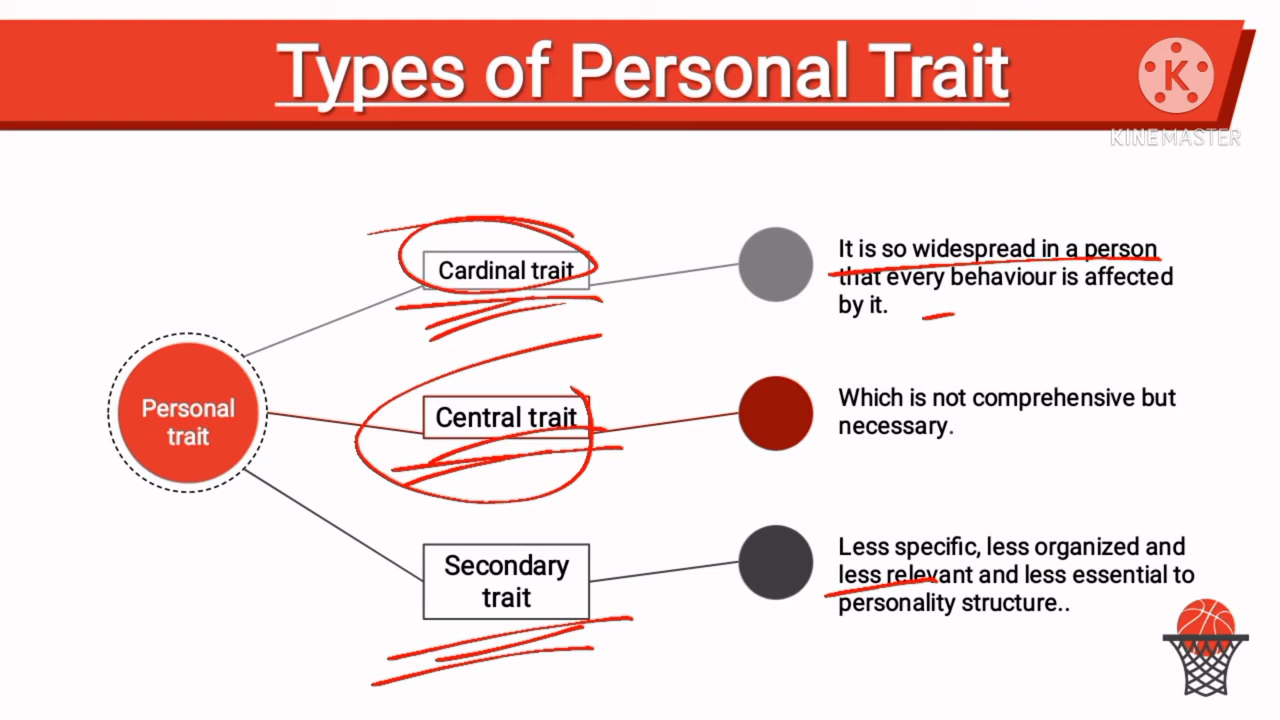 Types of Personal Trait
K
KINEMASTER
Cardinal trait
It is so widespread in a person
that every behaviour is affected
by it.
Personal
trait
Central trait
Which is not comprehensive but
necessary.
Secondary
trait
Less specific, less organized and
less relevant and less essential to
personality structure..